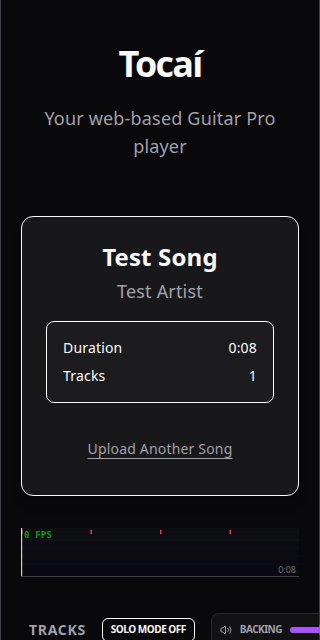 Tocaí
Your web-based Guitar Pro
player
Test Song
Test Artist
Duration 0:08
Tracks 1
Upload Another Song
0 FPS
0:08
TRACKS SOLO MODE OFF BACKING